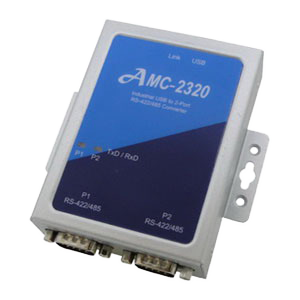 Link USB
AMC-2320
Industrial USB to 2-Port
RS-422/485 Converter
TxD / RxD
P1 P2
P1
RS-422/485
P2
RS-422/485